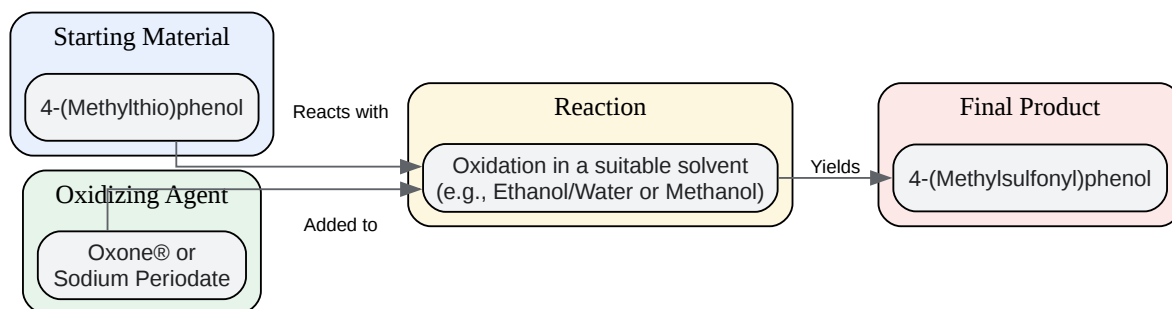 Starting Material
4-(Methylthio)phenol
Oxidizing Agent
Oxone® or
Sodium Periodate
Reacts with
Added to
Reaction
Oxidation in a suitable solvent
(e.g., Ethanol/Water or Methanol)
Yields
Final Product
4-(Methylsulfonyl)phenol